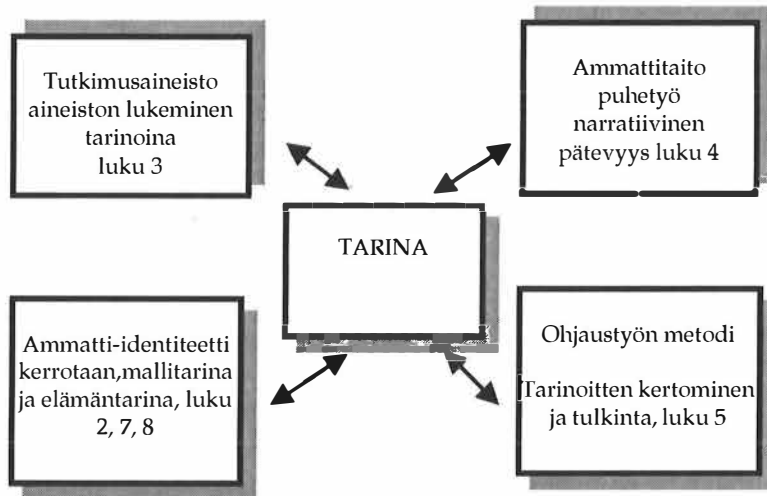 Tutkimusaineisto
aineiston lukeminen
tarinoina
luku 3
Ammattitaito
puhetyö
narratiivinen
pätevyys luku 4
TARINA
Ammatti-identiteetti
kerrotaan,mallitarina
ja elämäntarina, luku
2, 7, 8
Ohjaustyön metodi
Tarinoitten kertominen
ja tulkinta, luku 5